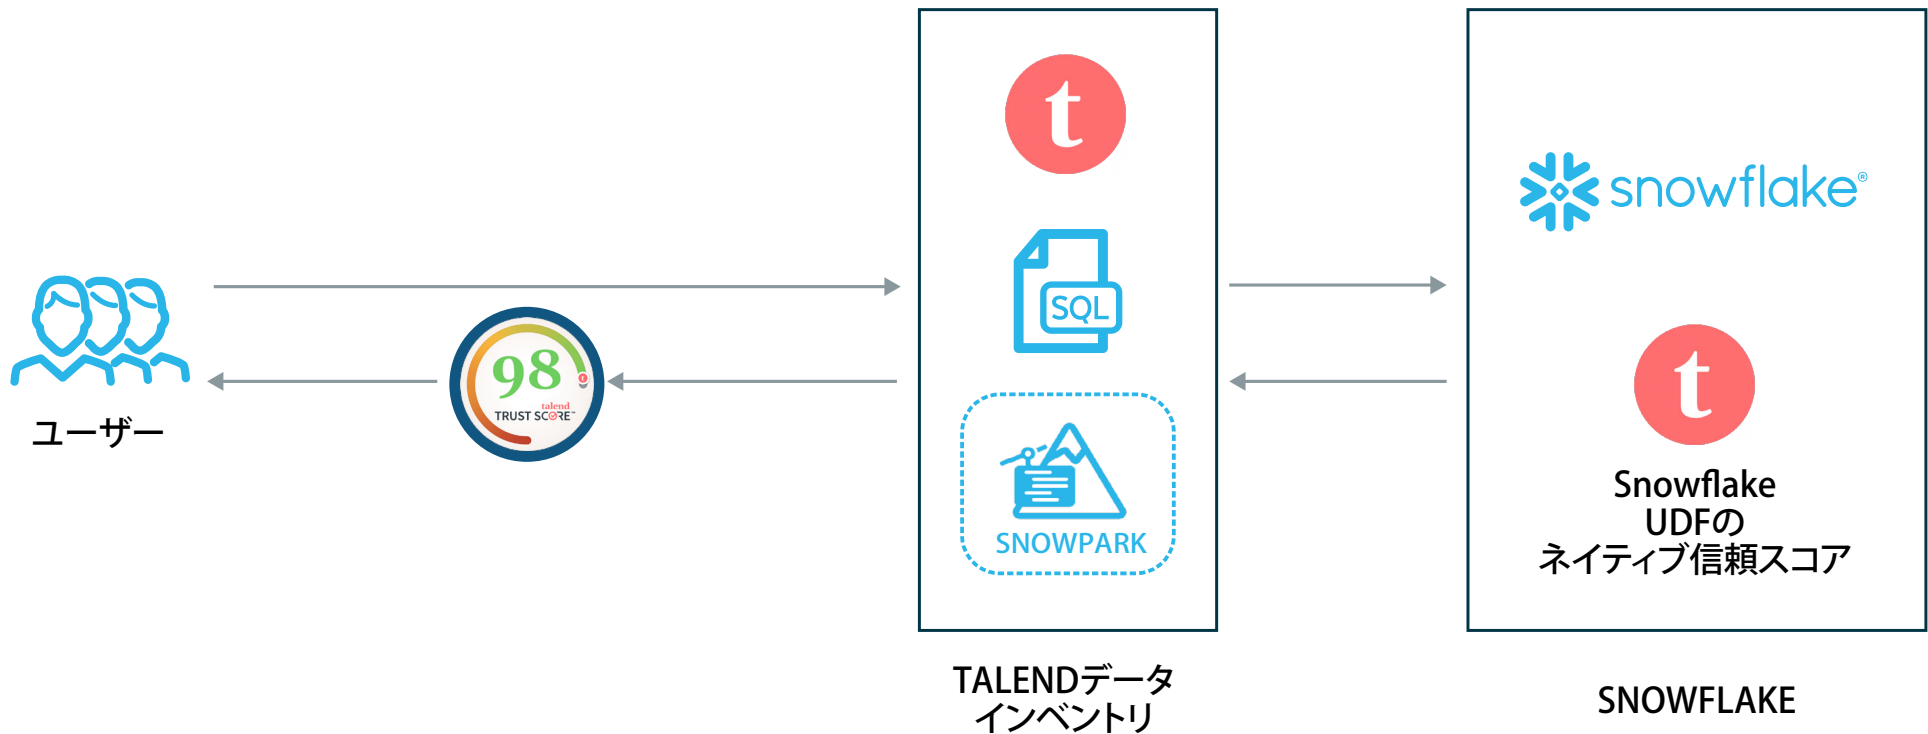 ユーザー
98
talend
TRUST SCORE™
t
SQL
SNOWPARK
TALENDデータ
インベントリ
snowflake®
t
Snowflake
UDFの
ネイティブ信頼スコア
SNOWFLAKE